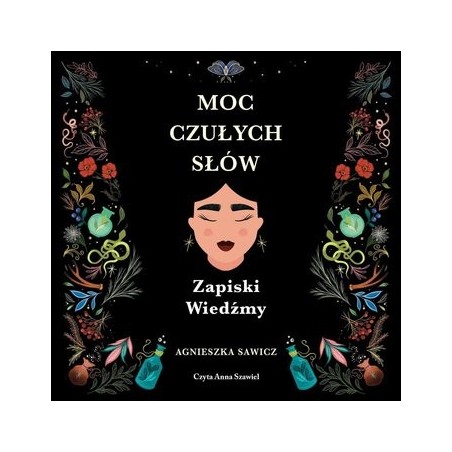 MOC
CZUŁYCH
SŁÓW
Zapiski
Wiedźmy
AGNIESZKA SAWICZ
Czyta Anna Szawiel